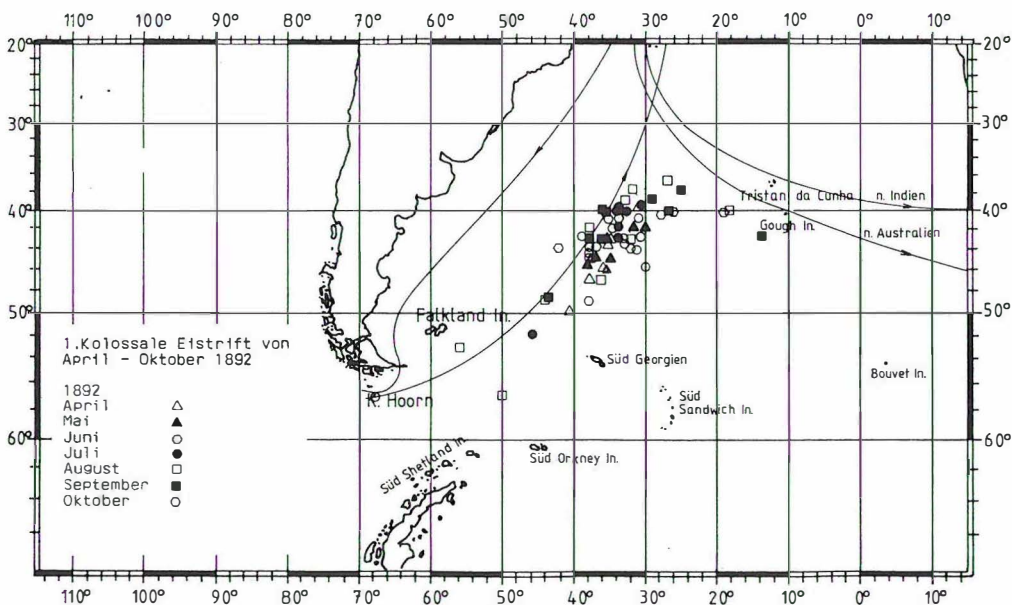 110° 100° 90° 80° 70° 60° 50° 40° 30° 20° 10° 0° 10°
20° 20°
30° 30°
Tristan da Cunha n. Indien
40° 40°
Gough In.
n. Australien
50° Falkland In. 50°
1.Kolossale Eistrift von
April - Oktober 1892
Süd Georgien
Bouvet In.
1892
April
Mai
Juni
Juli
August
September
Oktober
K. Hoorn
Süd
Sandwich In.
60° 60°
Süd Shetland In.
Süd Orkney In.
110° 100° 90° 80° 70° 60° 50° 40° 30° 20° 10° 0° 10°